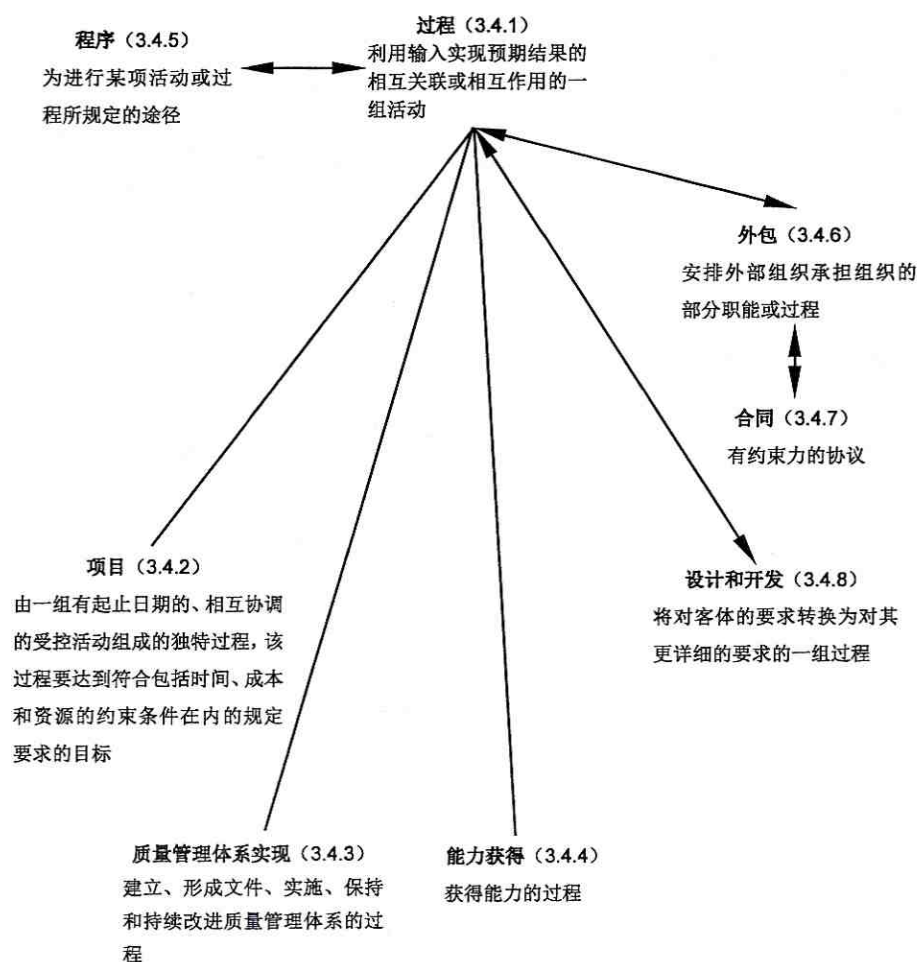 过程（3.4.1）
利用输入实现预期结果的
相互关联或相互作用的一
组活动
程序（3.4.5）
为进行某项活动或过
程所规定的途径
外包（3.4.6）
安排外部组织承担组织的
部分职能或过程
合同（3.4.7）
有约束力的协议
项目（3.4.2）
由一组有起止日期的、相互协调
的受控活动组成的独特过程，该
过程要达到符合包括时间、成本
和资源的约束条件在内的规定
要求的目标
设计和开发（3.4.8）
将对客体的要求转换为对其
更详细的要求的一组过程
质量管理体系实现（3.4.3）
建立、形成文件、实施、保持
和持续改进质量管理体系的过
程
能力获得（3.4.4）
获得能力的过程